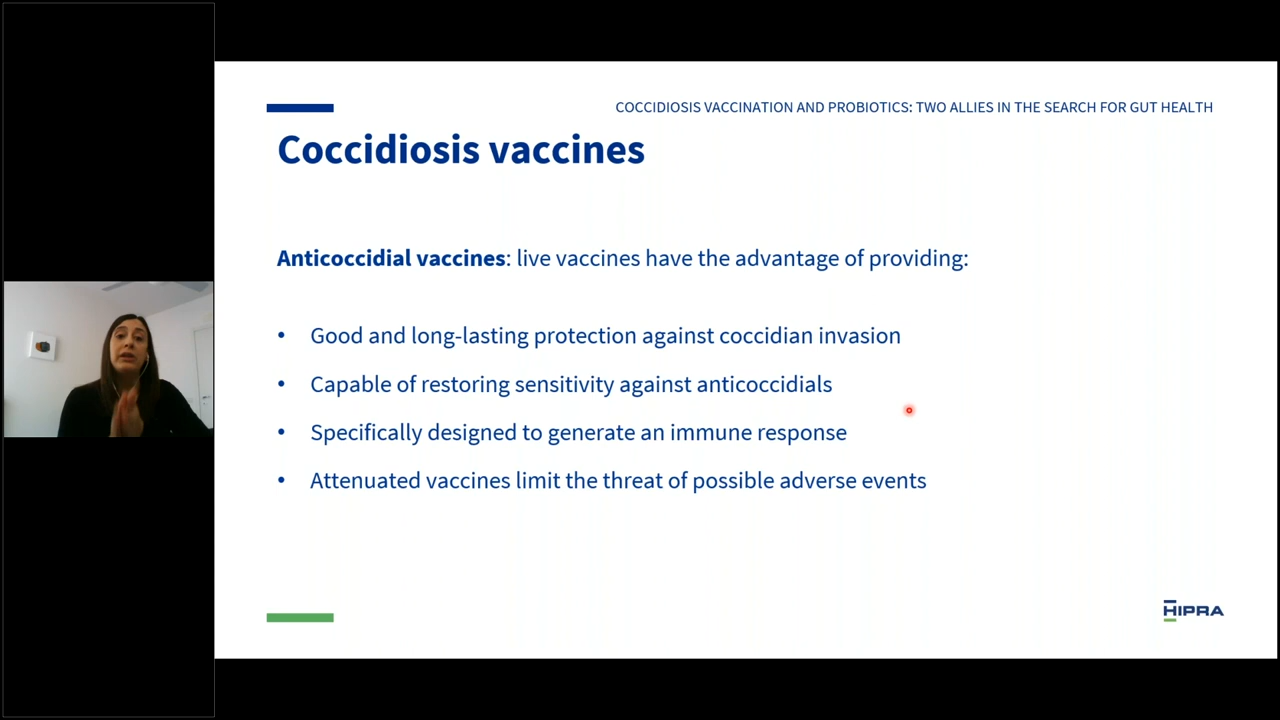 COCCIDIOSIS VACCINATION AND PROBIOTICS: TWO ALLIES IN THE SEARCH FOR GUT HEALTH
Coccidiosis vaccines
Anticoccidial vaccines: live vaccines have the advantage of providing:
• Good and long-lasting protection against coccidian invasion
• Capable of restoring sensitivity against anticoccidials
• Specifically designed to generate an immune response
• Attenuated vaccines limit the threat of possible adverse events
HIPRA